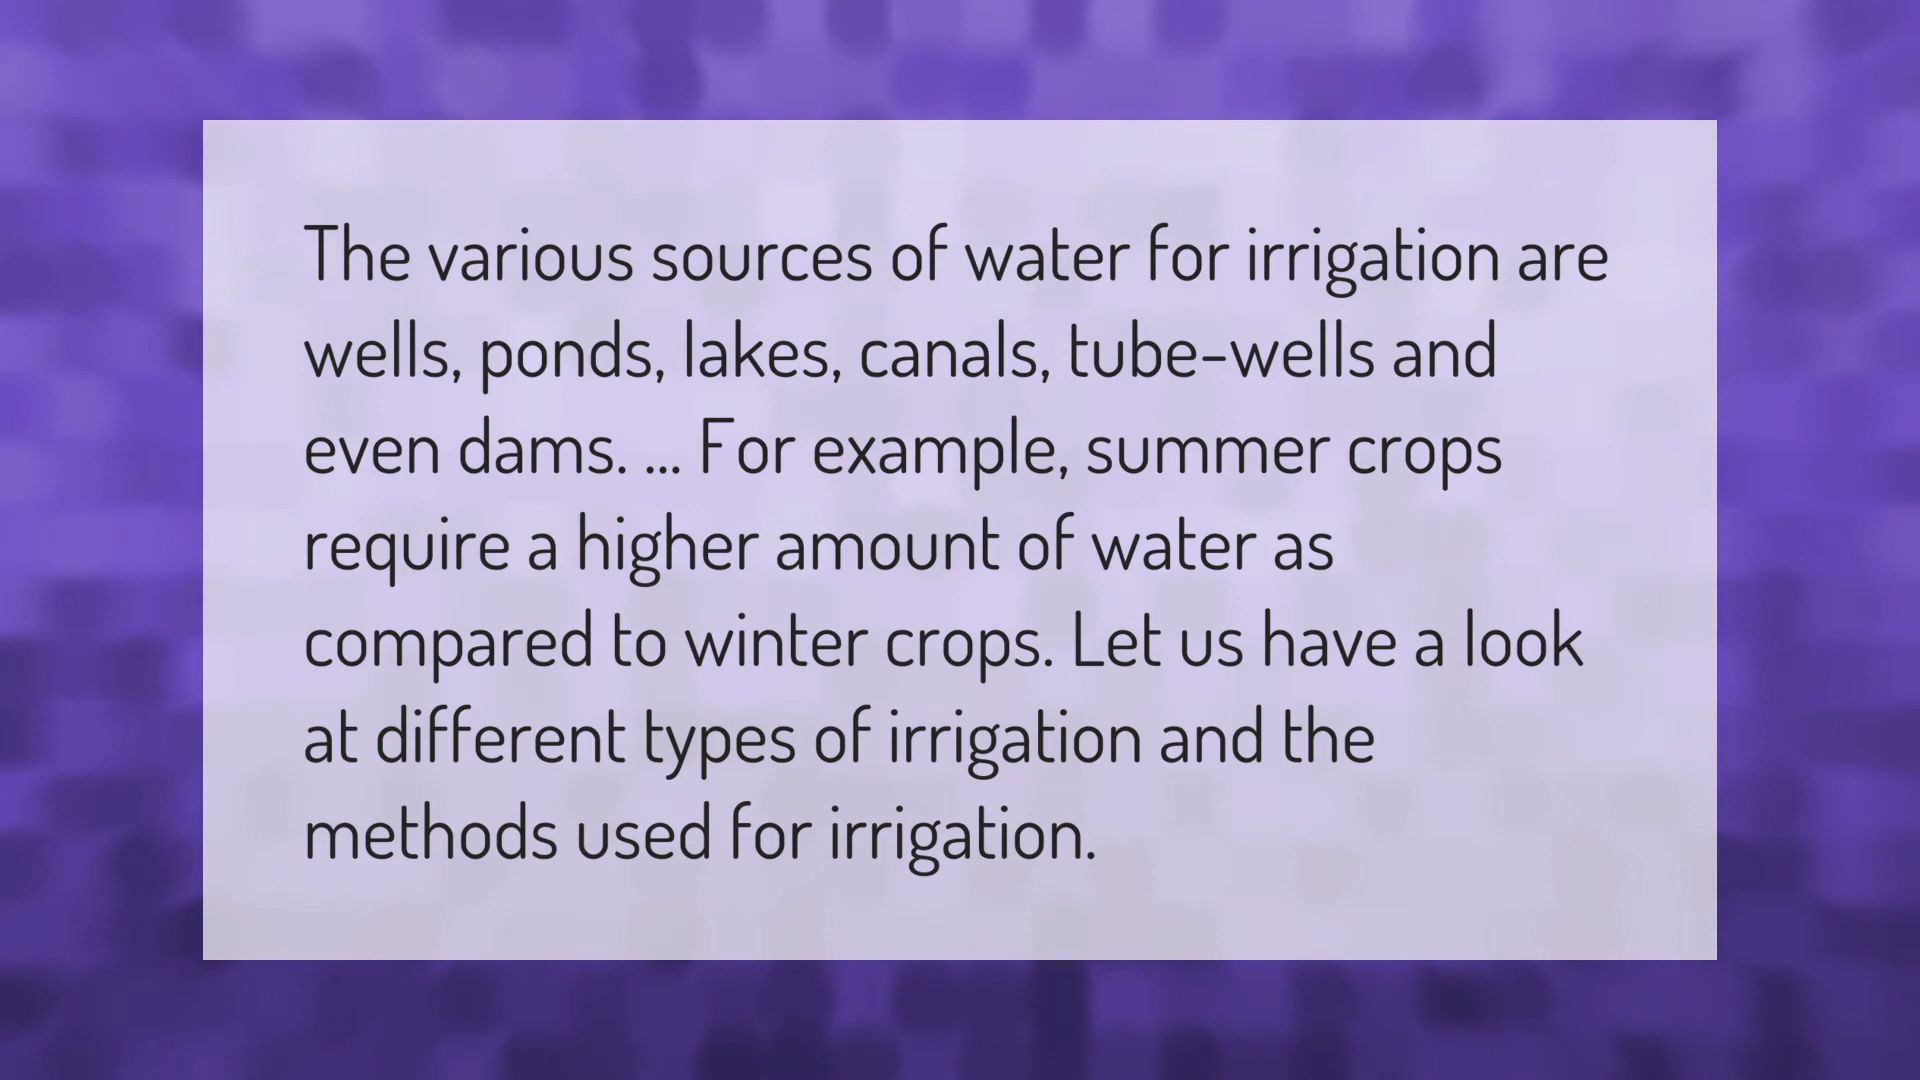 The various sources of water for irrigation are
wells, ponds, lakes, canals, tube-wells and
even dams. ... For example, summer crops
require a higher amount of water as
compared to winter crops. Let us have a look
at different types of irrigation and the
methods used for irrigation.